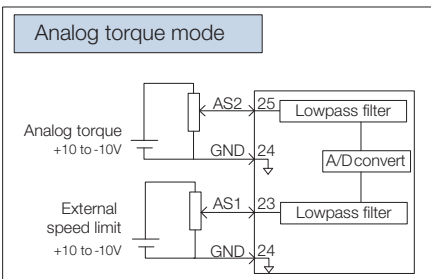 Analog torque mode
AS2 25 Lowpass filter
Analog torque
+10 to -10V
GND 24
A/D convert
AS1 23 Lowpass filter
External
speed limit
+10 to -10V
GND 24